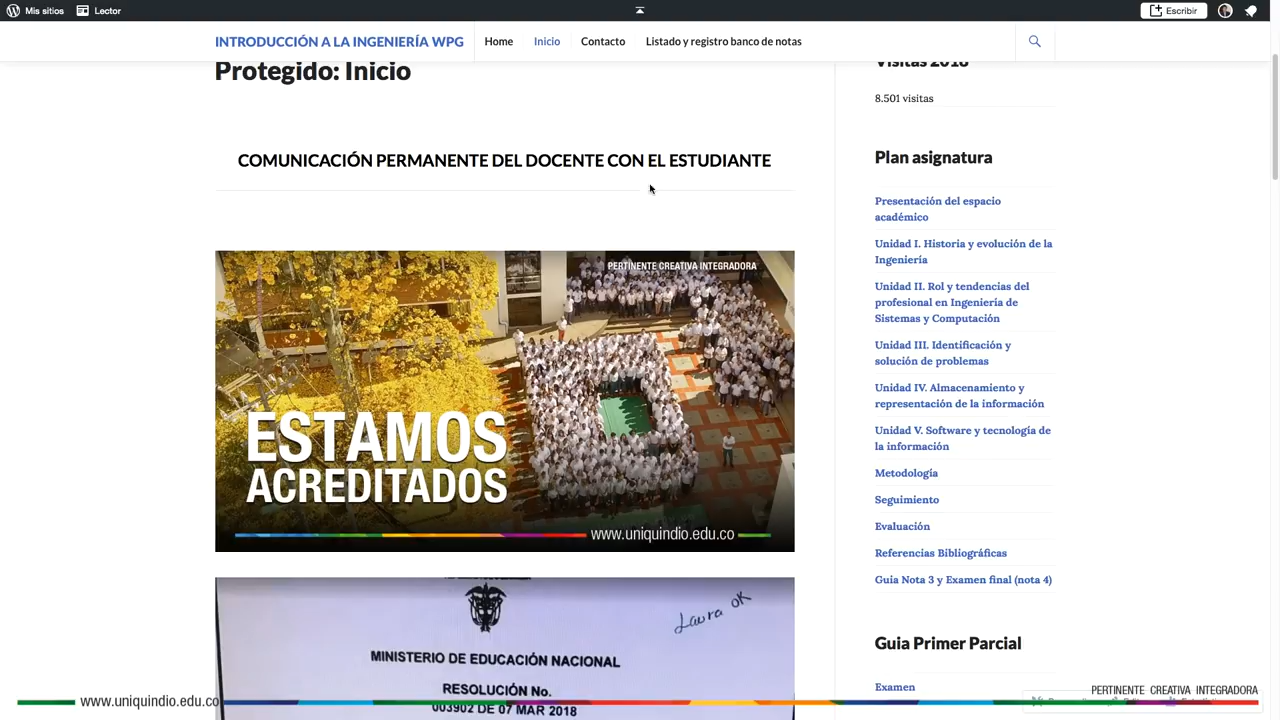 Mis sitios
Lector
Escribir
INTRODUCCIÓN A LA INGENIERÍA WPG
Home
Inicio
Contacto
Listado y registro banco de notas
Protegido: Inicio
COMUNICACIÓN PERMANENTE DEL DOCENTE CON EL ESTUDIANTE
PERTINENTE CREATIVA INTEGRADORA
ESTAMOS
ACREDITADOS
www.uniquindio.edu.co
Laura OK
MINISTERIO DE EDUCACIÓN NACIONAL
RESOLUCIÓN No.
003902 DE 07 MAR 2018
Visitas 2018
8.501 visitas
Plan asignatura
Presentación del espacio
académico
Unidad I. Historia y evolución de la
Ingeniería
Unidad II. Rol y tendencias del
profesional en Ingeniería de
Sistemas y Computación
Unidad III. Identificación y
solución de problemas
Unidad IV. Almacenamiento y
representación de la información
Unidad V. Software y tecnología de
la información
Metodología
Seguimiento
Evaluación
Referencias Bibliográficas
Guia Nota 3 y Examen final (nota 4)
Guia Primer Parcial
Examen
www.uniquindio.edu.co
PERTINENTE CREATIVA INTEGRADORA